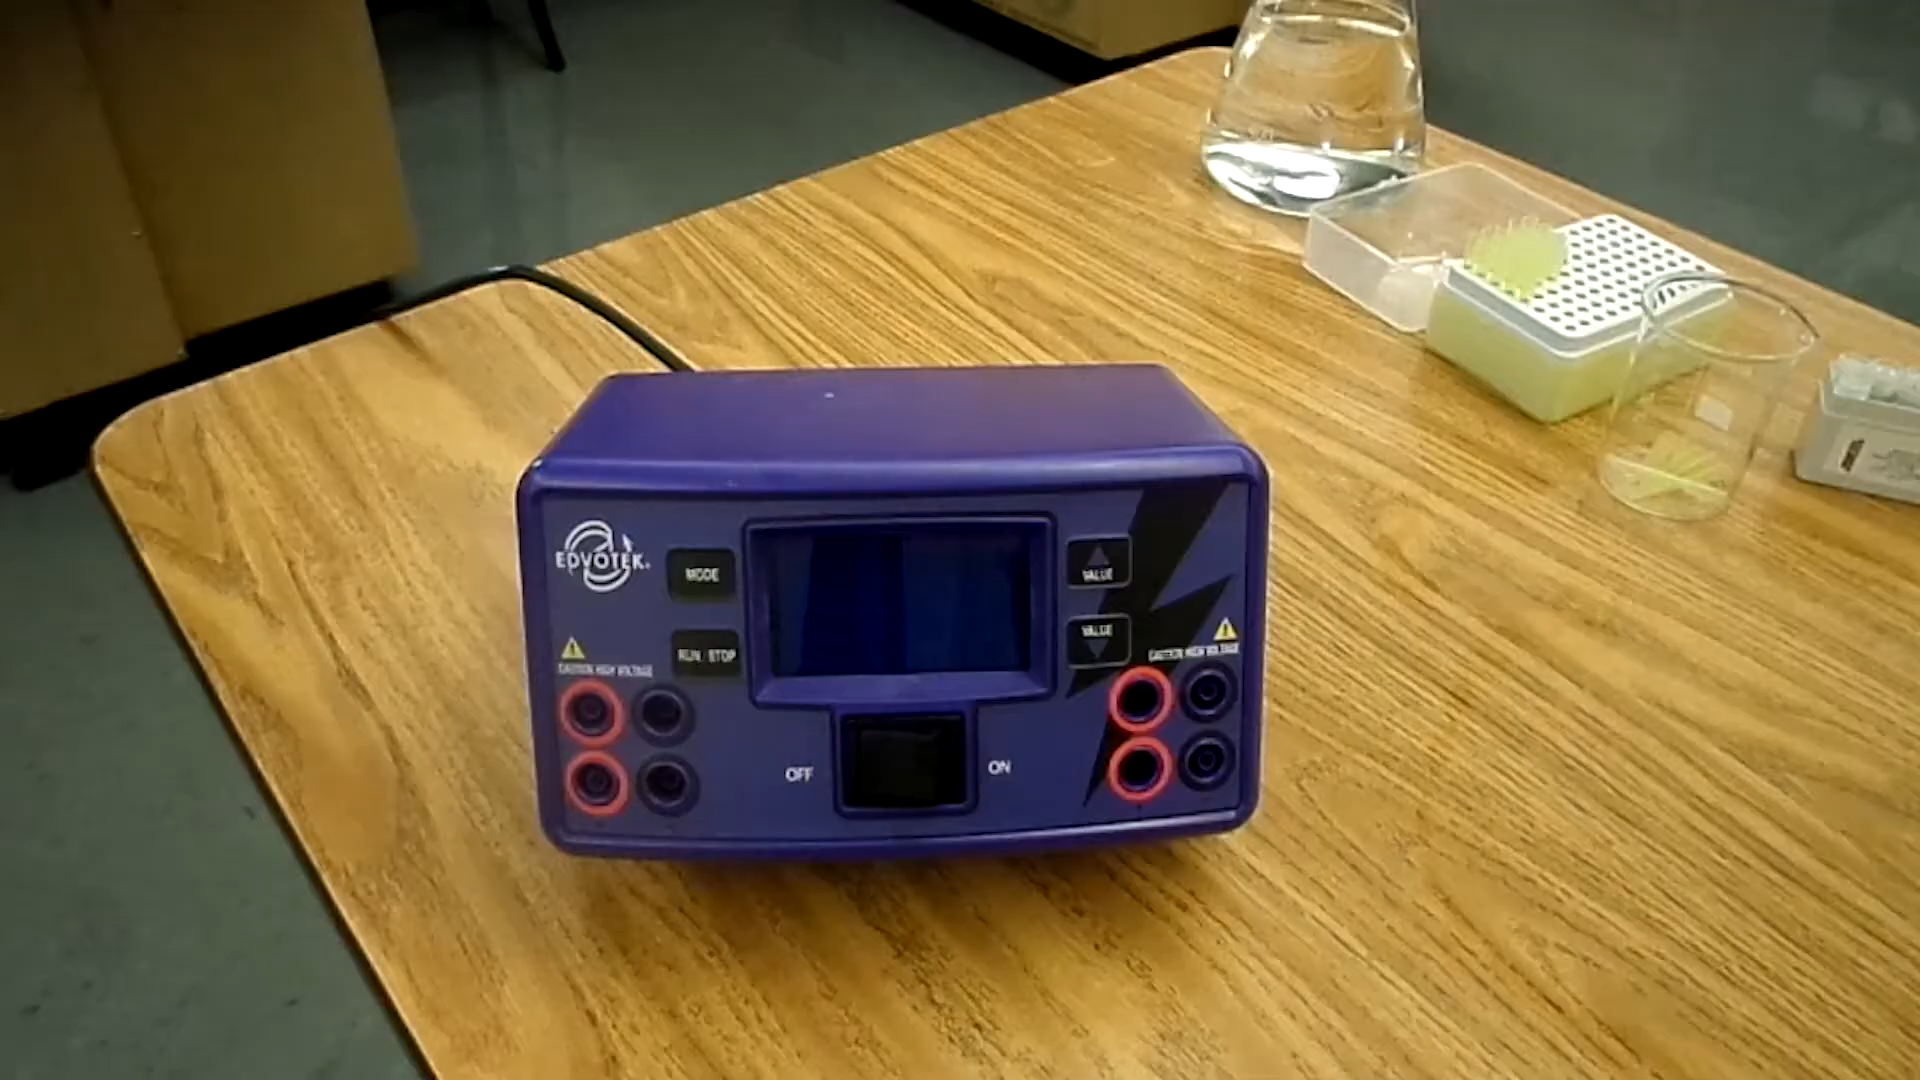 EDVOTEK
MODE
VALUE
RUN / STOP
VALUE
CAUTION HIGH VOLTAGE
CAUTION HIGH VOLTAGE
OFF
ON